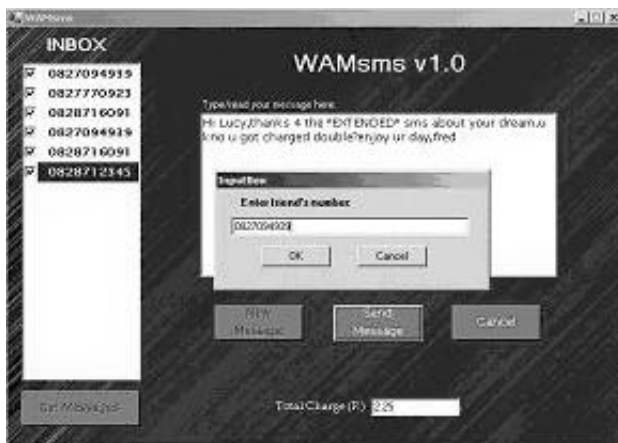 WAMsms
INBOX
0827094939
0827770923
0828716091
0827094939
0828716091
0828712345
WAMsms v1.0
Type/read your message here:
Hi Lucy,thanks 4 the *EXTENDED* sms about your dream.u
kno u got charged double?enjoy ur day,fred
InputBox
Enter friend's number
0827094939
OK
Cancel
New
Message
Send
Message
Cancel
Get Messages
Total Charge (R)
2.25